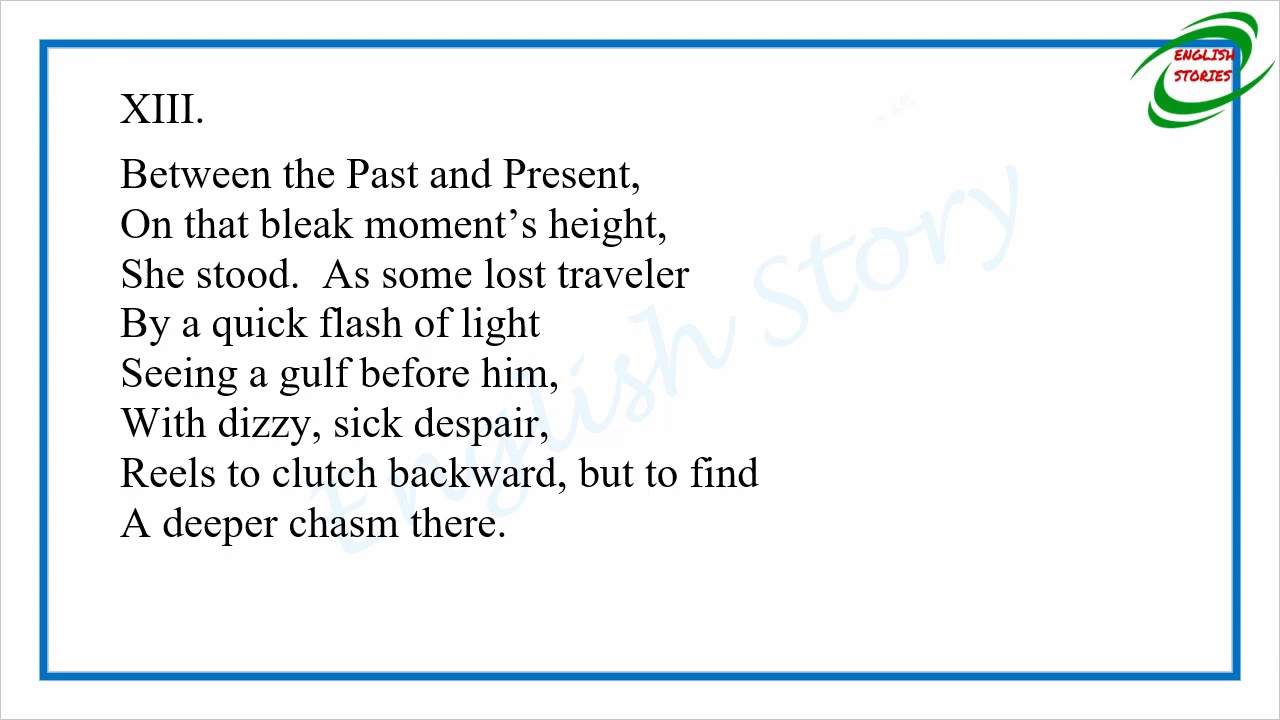 ENGLISH
STORIES
XIII.
Between the Past and Present,
On that bleak moment’s height,
She stood.  As some lost traveler
By a quick flash of light
Seeing a gulf before him,
With dizzy, sick despair,
Reels to clutch backward, but to find
A deeper chasm there.
English Story